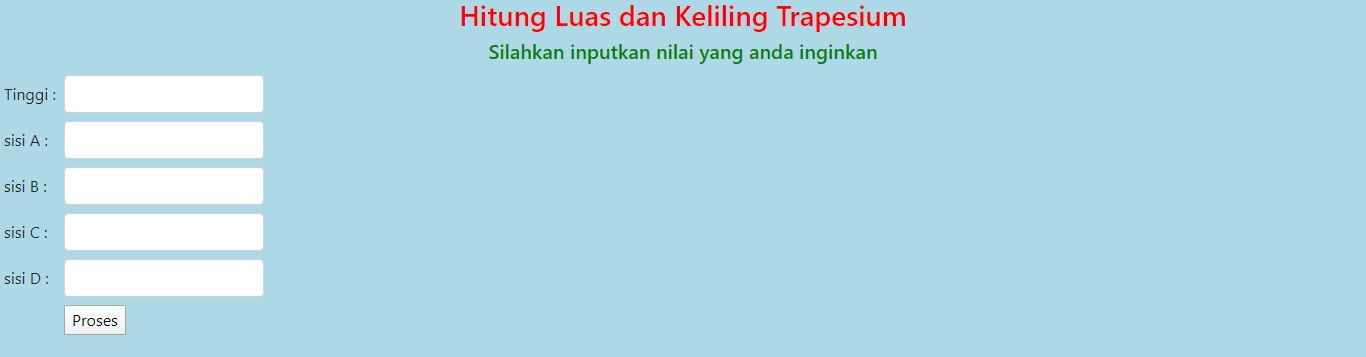 Hitung Luas dan Keliling Trapesium
Silahkan inputkan nilai yang anda inginkan
Tinggi :
sisi A :
sisi B :
sisi C :
sisi D :
Proses